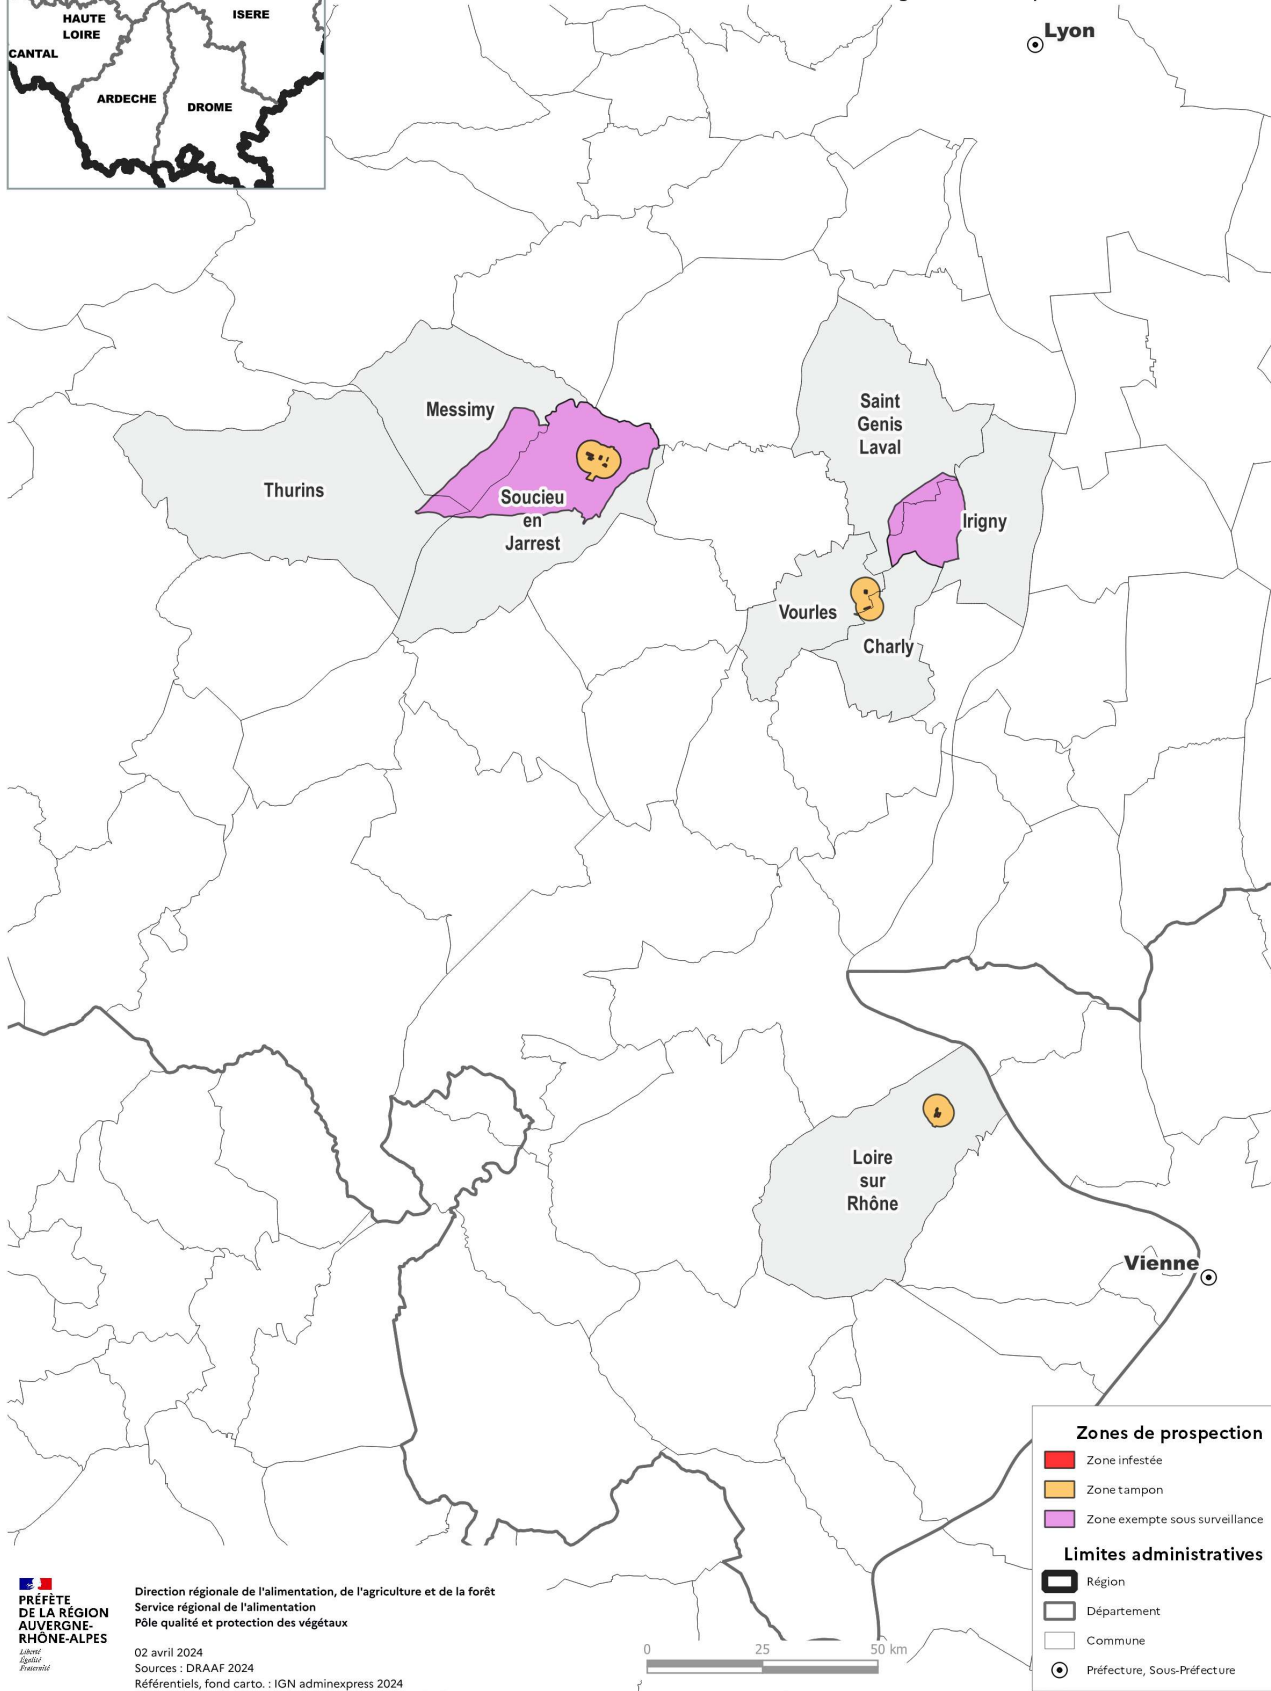 HAUTE
LOIRE
ISERE
CANTAL
ARDECHE
DROME
Lyon
Messimy
Saint
Genis
Laval
Thurins
Soucieu
en
Jarrest
Irigny
Vourles
Charly
Loire
sur
Rhône
Vienne
Zones de prospection
Zone infestée
Zone tampon
Zone exempte sous surveillance
Limites administratives
Région
Département
Commune
Préfecture, Sous-Préfecture
PRÉFÈTE
DE LA RÉGION
AUVERGNE-
RHÔNE-ALPES
Liberté
Égalité
Fraternité
Direction régionale de l'alimentation, de l'agriculture et de la forêt
Service régional de l'alimentation
Pôle qualité et protection des végétaux
02 avril 2024
Sources : DRAAF 2024
Référentiels, fond carto. : IGN adminexpress 2024
0 25 50 km